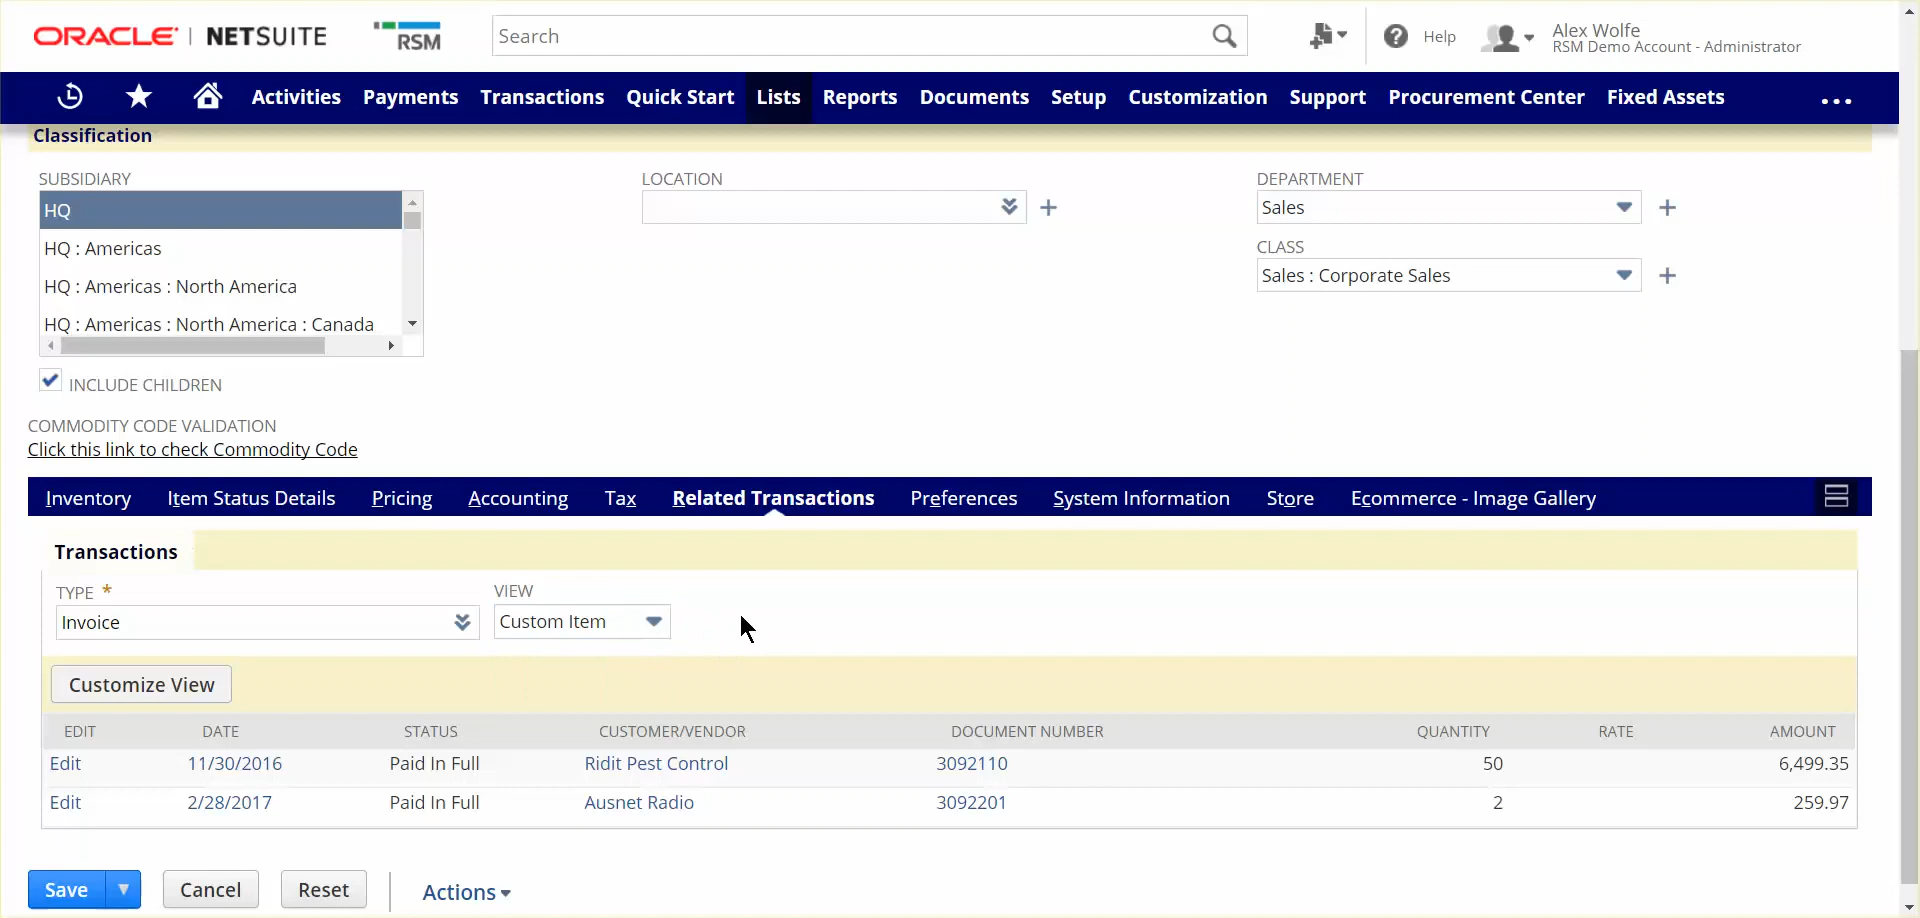 ORACLE | NETSUITE
RSM
Search
Help
Alex Wolfe
RSM Demo Account - Administrator
Activities Payments Transactions Quick Start Lists Reports Documents Setup Customization Support Procurement Center Fixed Assets ...
Classification
SUBSIDIARY
HQ
HQ : Americas
HQ : Americas : North America
HQ : Americas : North America : Canada
INCLUDE CHILDREN
LOCATION
DEPARTMENT
Sales
CLASS
Sales : Corporate Sales
COMMODITY CODE VALIDATION
Click this link to check Commodity Code
Inventory Item Status Details Pricing Accounting Tax Related Transactions Preferences System Information Store Ecommerce - Image Gallery
Transactions
TYPE *
Invoice
VIEW
Custom Item
Customize View
EDIT DATE STATUS CUSTOMER/VENDOR DOCUMENT NUMBER QUANTITY RATE AMOUNT
Edit 11/30/2016 Paid In Full Ridit Pest Control 3092110 50 6,499.35
Edit 2/28/2017 Paid In Full Ausnet Radio 3092201 2 259.97
Save Cancel Reset Actions